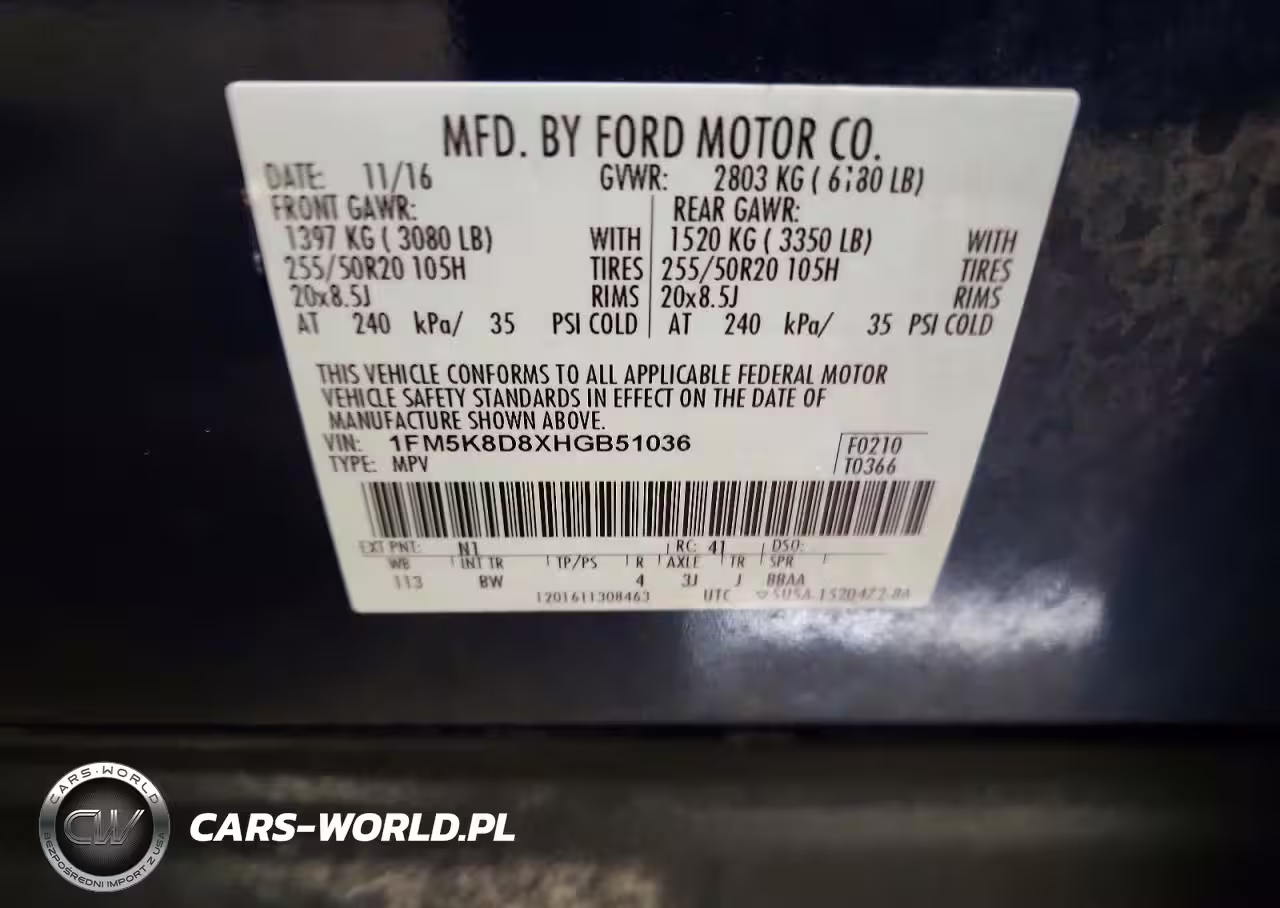 MFD. BY FORD MOTOR CO.
DATE: 11/16 GVWR: 2803 KG ( 6180 LB)
FRONT GAWR: REAR GAWR:
1397 KG ( 3080 LB) WITH 1520 KG ( 3350 LB) WITH
255/50R20 105H TIRES 255/50R20 105H TIRES
20x8.5J RIMS 20x8.5J RIMS
AT 240 kPa/ 35 PSI COLD AT 240 kPa/ 35 PSI COLD
THIS VEHICLE CONFORMS TO ALL APPLICABLE FEDERAL MOTOR
VEHICLE SAFETY STANDARDS IN EFFECT ON THE DATE OF
MANUFACTURE SHOWN ABOVE.
VIN: 1FM5K8D8XHGB51036 F0210
TYPE: MPV T0366
EXT PNT: N1 RC: 41 DSO:
WB INT TR TP/PS R AXLE TR SPR
113 BW 4 3J J BBAA
1201611308463 UTC
CARS-WORLD
CW
BEZPOŚREDNI IMPORT Z USA
CARS-WORLD.PL